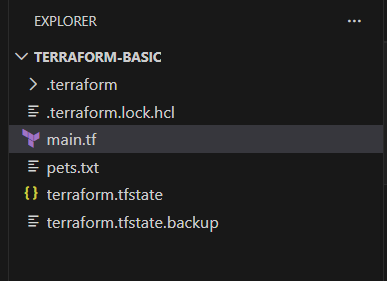 EXPLORER
TERRAFORM-BASIC
.terraform
.terraform.lock.hcl
main.tf
pets.txt
{} terraform.tfstate
terraform.tfstate.backup